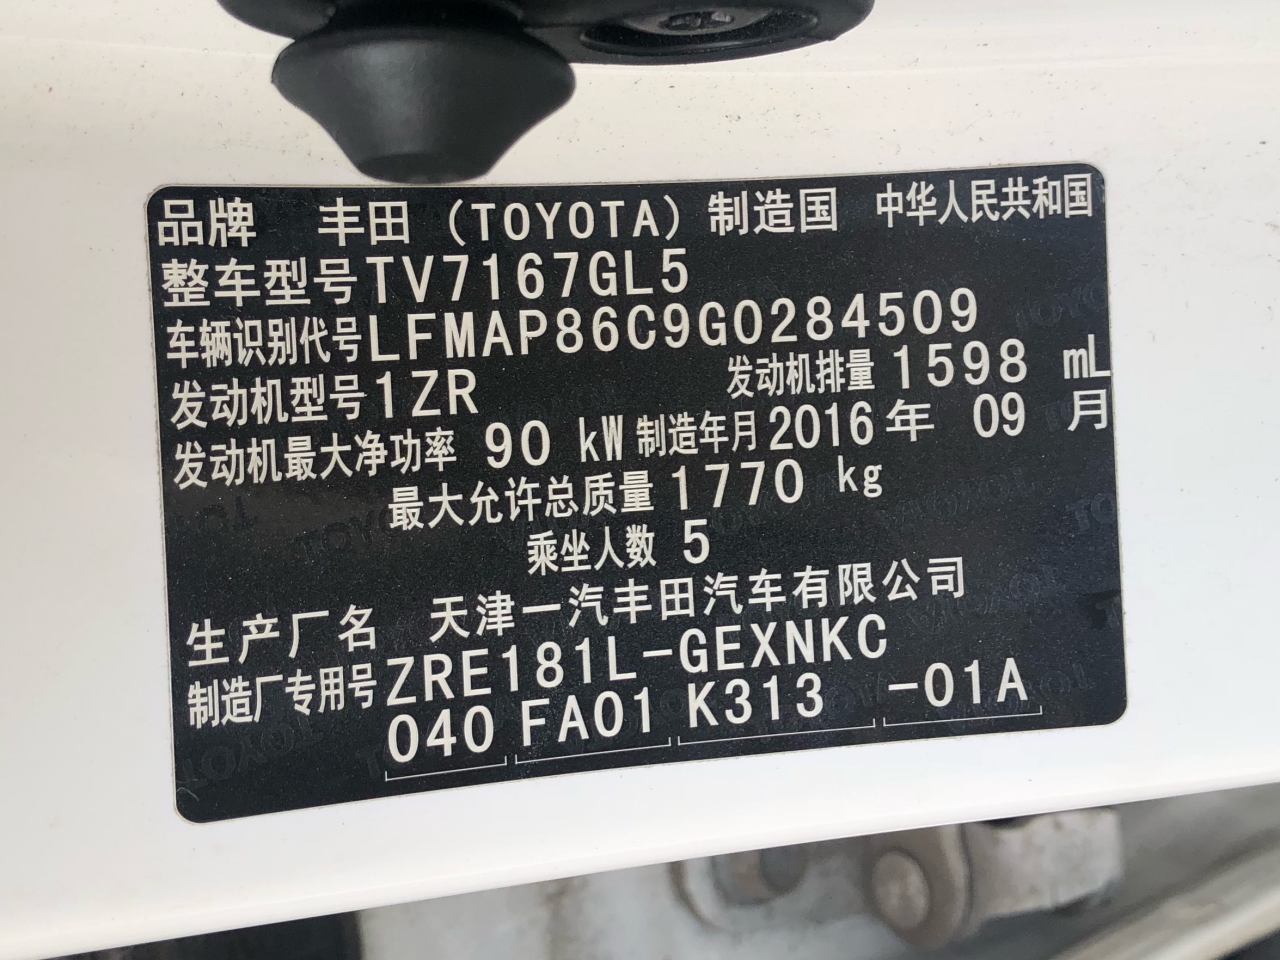 品牌 丰田（TOYOTA）制造国 中华人民共和国
整车型号TV7167GL5
车辆识别代号LFMAP86C9G0284509
发动机型号1ZR 发动机排量1598 mL
发动机最大净功率 90 kW制造年月2016年 09 月
最大允许总质量1770 kg
乘坐人数 5
生产厂名 天津一汽丰田汽车有限公司
制造厂专用号ZRE181L-GEXNKC
040 FA01 K313 -01A